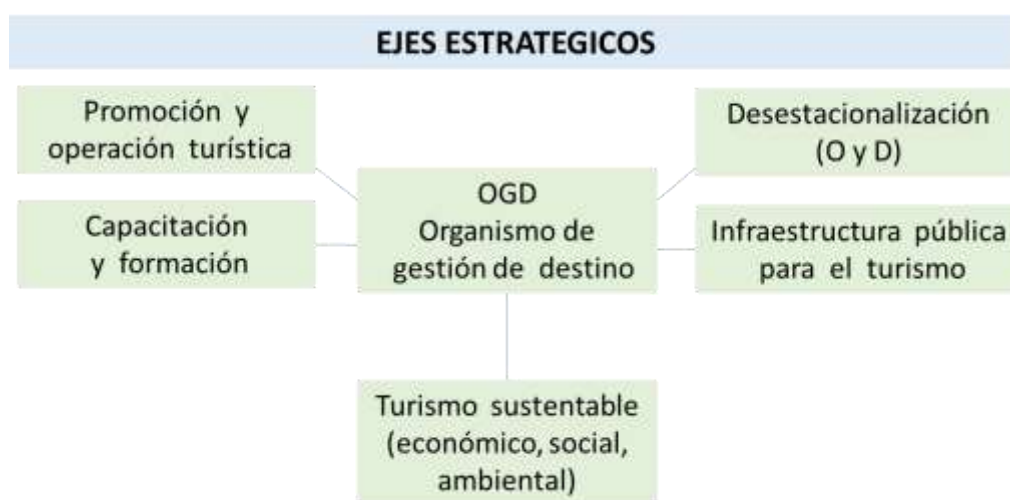 EJES ESTRATEGICOS
Promoción y
operación turística
Desestacionalización
(O y D)
OGD
Organismo de
gestión de destino
Capacitación
y formación
Infraestructura pública
para el turismo
Turismo sustentable
(económico, social,
ambiental)